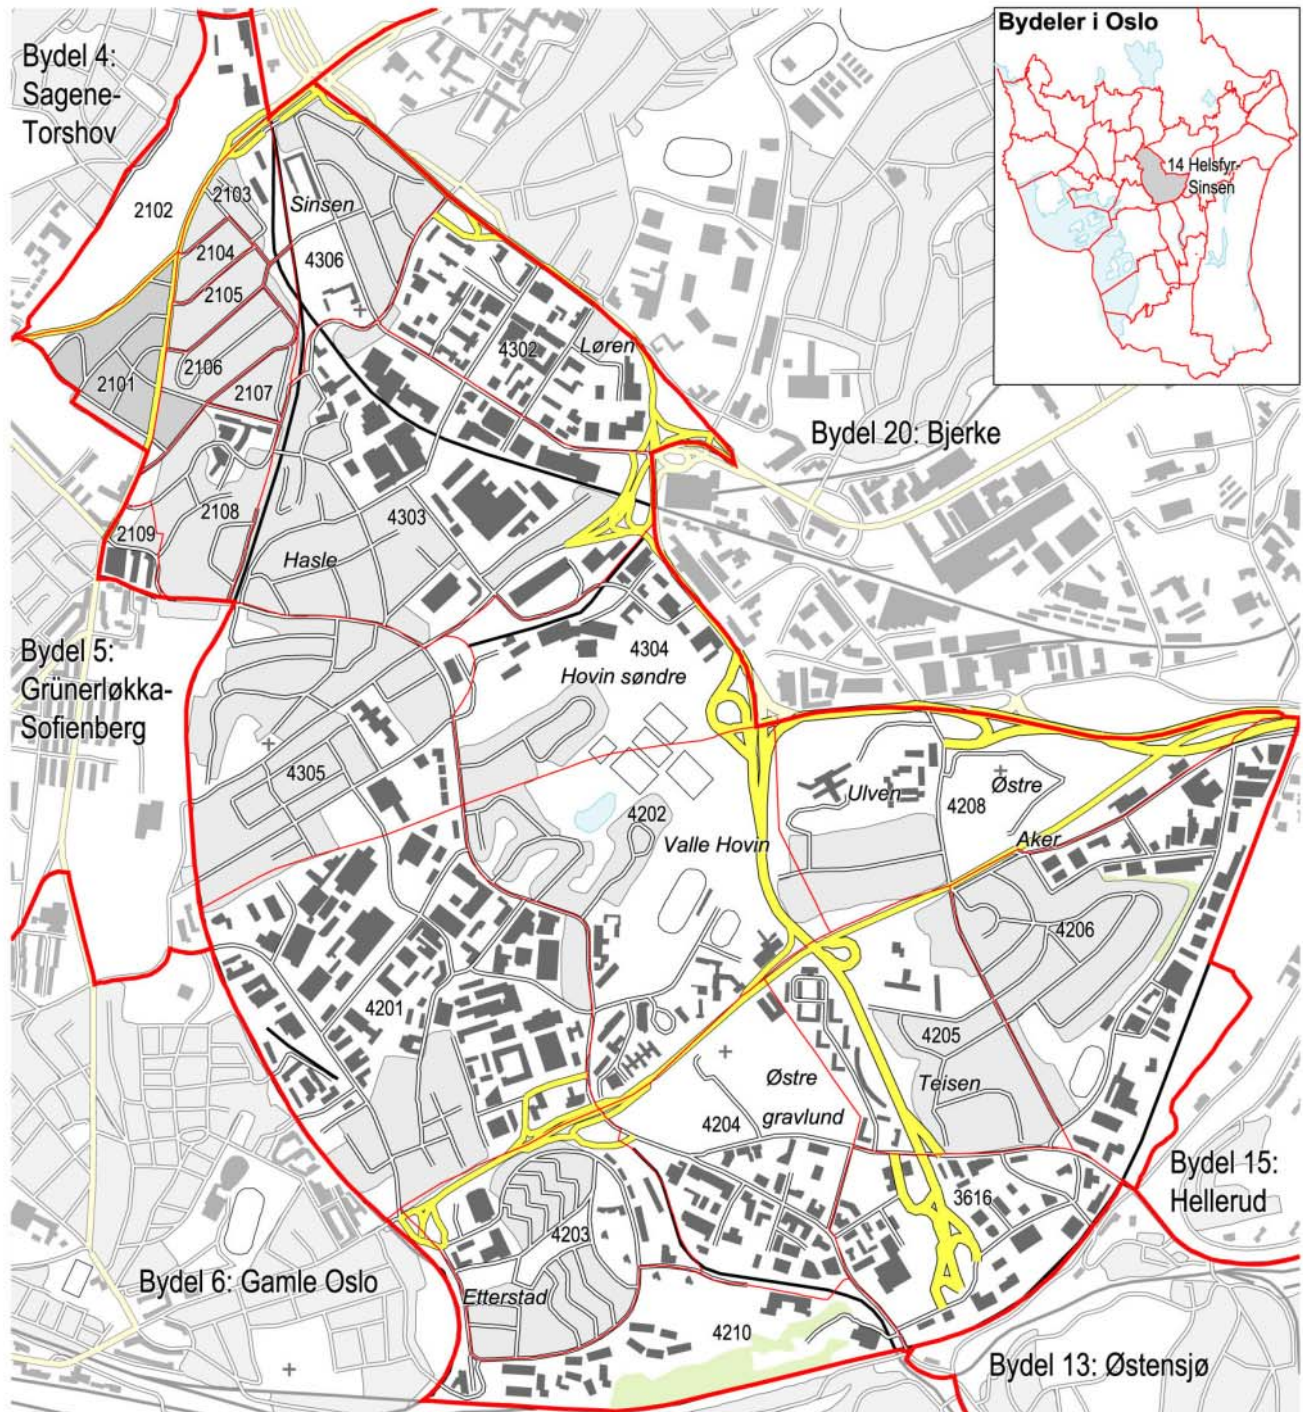 Bydel 4:
Sagene-
Torshov
Bydeler i Oslo
14 Helsfyr-
Sinsen
2102
2103
Sinsen
2104
4306
2105
2106
2101
2107
4302
Løren
Bydel 20: Bjerke
2108
4303
2109
Hasle
Bydel 5:
Grünerløkka-
Sofienberg
4304
Hovin søndre
4305
4202
Valle Hovin
Ulven
4208
Østre
Aker
4206
4201
4205
Teisen
Østre
gravlund
4204
3616
Bydel 15:
Hellerud
4203
Bydel 6: Gamle Oslo
Etterstad
4210
Bydel 13: Østensjø